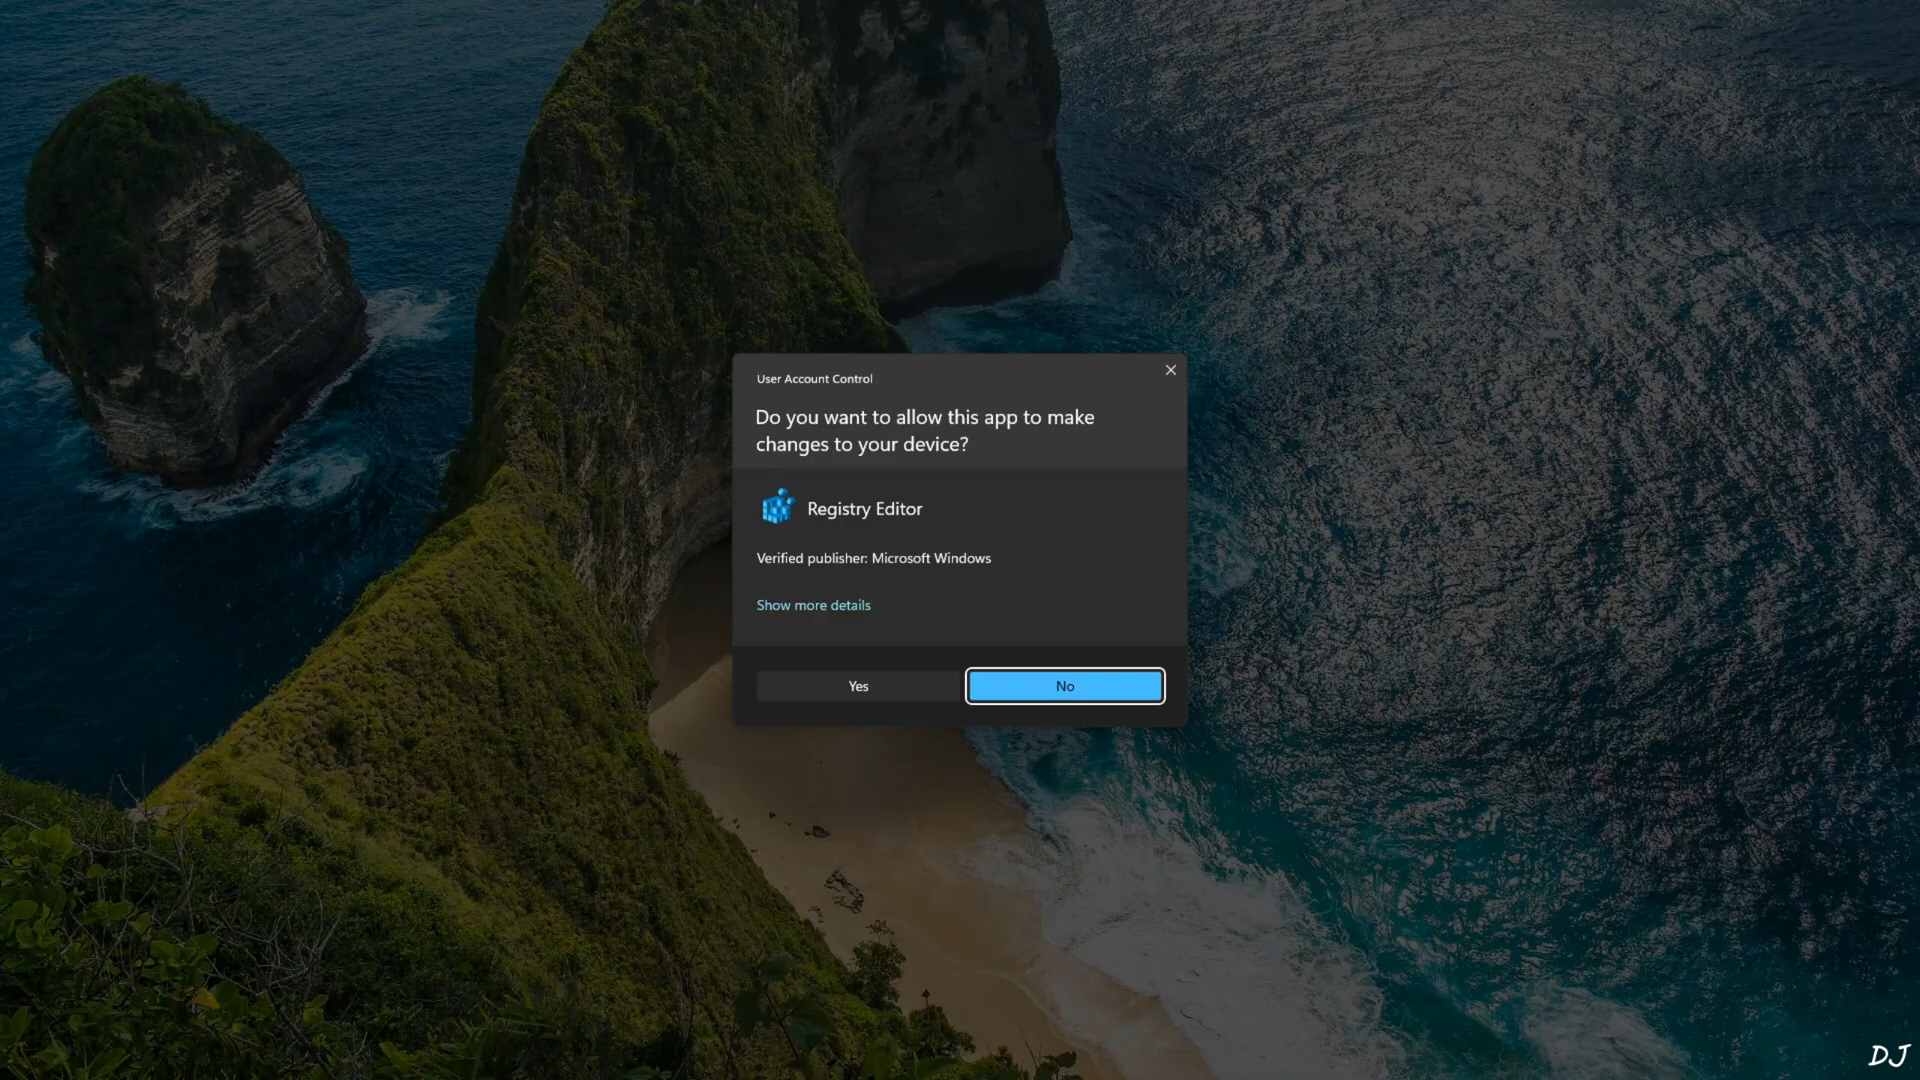 User Account Control
Do you want to allow this app to make
changes to your device?
Registry Editor
Verified publisher: Microsoft Windows
Show more details
Yes
No
DJ